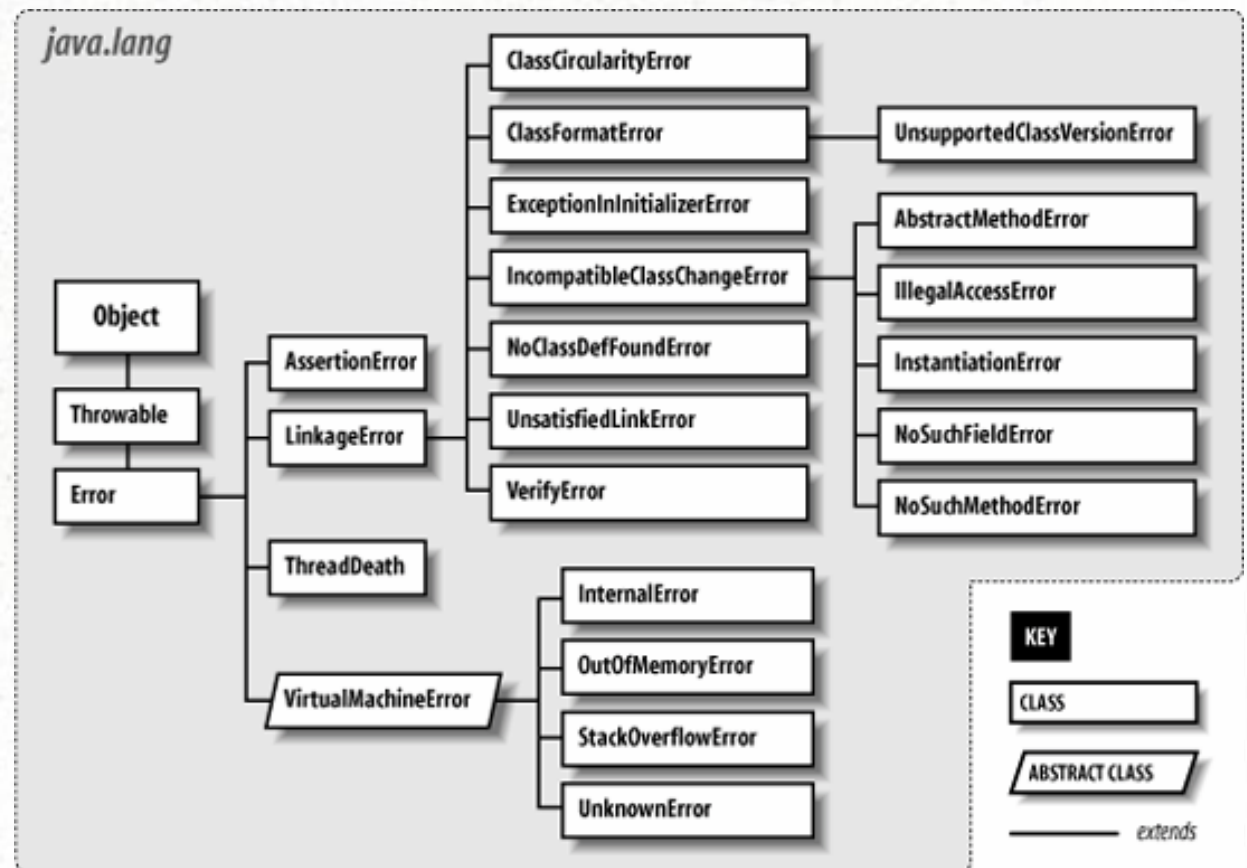 java.lang
Object
Throwable
Error
AssertionError
LinkageError
ThreadDeath
VirtualMachineError
ClassCircularityError
ClassFormatError
ExceptionInInitializerError
IncompatibleClassChangeError
NoClassDefFoundError
UnsatisfiedLinkError
VerifyError
UnsupportedClassVersionError
AbstractMethodError
IllegalAccessError
InstantiationError
NoSuchFieldError
NoSuchMethodError
InternalError
OutOfMemoryError
StackOverflowError
UnknownError
KEY
CLASS
ABSTRACT CLASS
extends